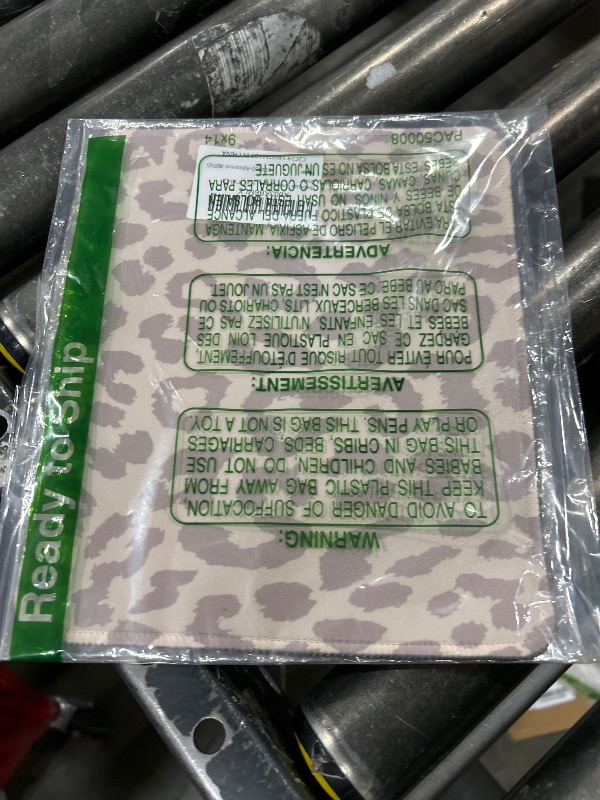 Ready to Ship
WARNING:
TO AVOID DANGER OF SUFFOCATION,
KEEP THIS PLASTIC BAG AWAY FROM
BABIES AND CHILDREN. DO NOT USE
THIS BAG IN CRIBS, BEDS, CARRIAGES
OR PLAY PENS. THIS BAG IS NOT A TOY.
AVERTISSEMENT:
POUR ÉVITER TOUT RISQUE D'ÉTOUFFEMENT,
GARDEZ CE SAC EN PLASTIQUE LOIN DES
BEBES ET LES ENFANTS. N'UTILISEZ PAS CE
SAC DANS LES BERCEAUX, LITS, CHARIOTS OU
PARC AU BEBE. CE SAC N'EST PAS UN JOUET.
ADVERTENCIA:
PARA EVITAR EL PELIGRO DE ASFIXIA, MANTENGA
ESTA BOLSA DE PLASTICO FUERA DEL ALCANCE
DE BEBES Y NINOS. NO USAR ESTA BOLSA EN
CUNAS, CAMAS, CARRIOLAS O CORRALES PARA
BEBES. ESTA BOLSA NO ES UN JUGUETE.
PAC50008
9x14